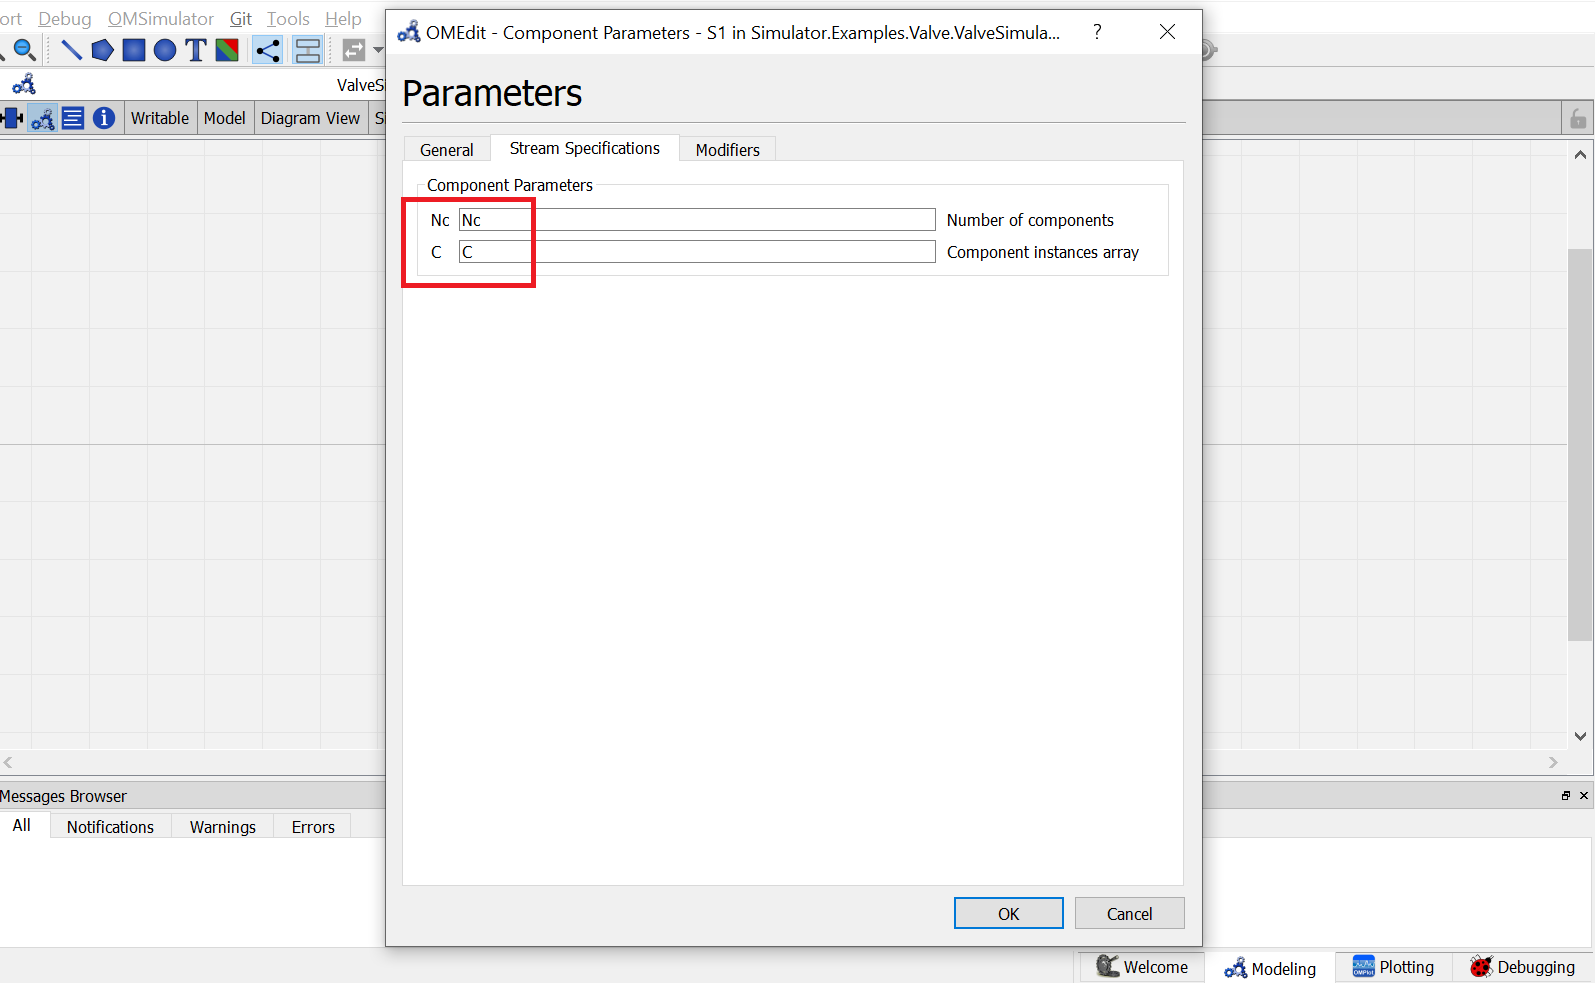 ort Debug OMSimulator Git Tools Help
OMEdit - Component Parameters - S1 in Simulator.Examples.Valve.ValveSimula... ?
T
ValveSi
i Writable Model Diagram View S
Parameters
General Stream Specifications Modifiers
Component Parameters
Nc Nc Number of components
C C Component instances array
Messages Browser
All Notifications Warnings Errors
OK Cancel
Welcome Modeling OMPlot Plotting Debugging